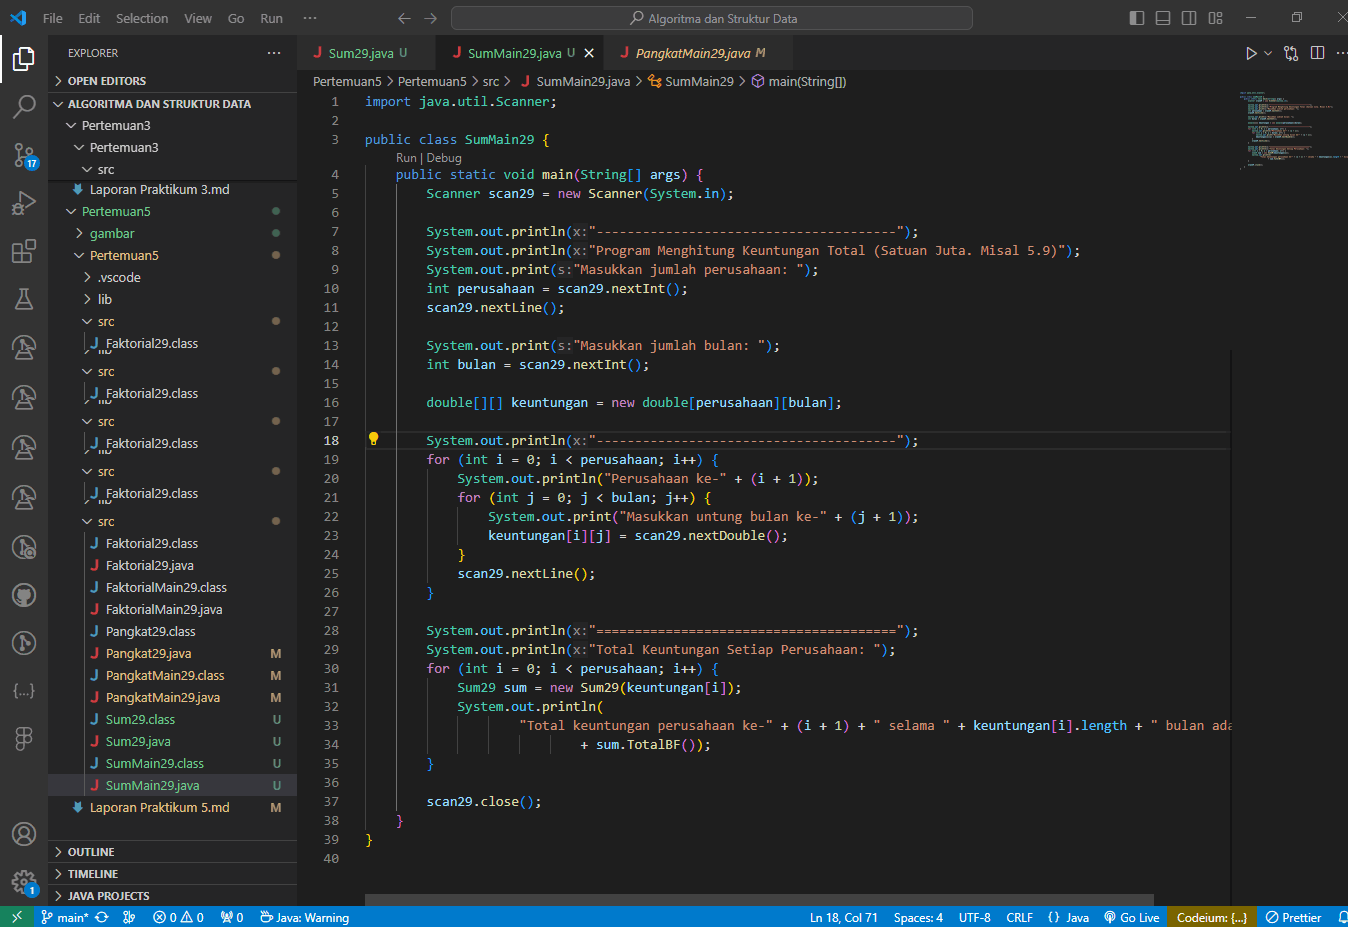 File Edit Selection View Go Run ···
Algoritma dan Struktur Data
EXPLORER ···
Sum29.java U
SumMain29.java U
PangkatMain29.java M
Pertemuan5 > Pertemuan5 > src > SumMain29.java > SumMain29 > main(String[])
OPEN EDITORS
ALGORITMA DAN STRUKTUR DATA
Pertemuan3
Pertemuan3
src
Laporan Praktikum 3.md
Pertemuan5
gambar
Pertemuan5
.vscode
lib
src
Faktorial29.class
lib
src
Faktorial29.class
lib
src
Faktorial29.class
lib
src
Faktorial29.class
lib
src
Faktorial29.class
Faktorial29.java
FaktorialMain29.class
FaktorialMain29.java
Pangkat29.class
Pangkat29.java M
PangkatMain29.class M
PangkatMain29.java M
Sum29.class U
Sum29.java U
SumMain29.class U
SumMain29.java U
Laporan Praktikum 5.md M
OUTLINE
TIMELINE
JAVA PROJECTS
17
1
1 import java.util.Scanner;
2
3 public class SumMain29 {
Run | Debug
4 public static void main(String[] args) {
5 Scanner scan29 = new Scanner(System.in);
6
7 System.out.println(x:"---------------------------------------");
8 System.out.println(x:"Program Menghitung Keuntungan Total (Satuan Juta. Misal 5.9)");
9 System.out.print(s:"Masukkan jumlah perusahaan: ");
10 int perusahaan = scan29.nextInt();
11 scan29.nextLine();
12
13 System.out.print(s:"Masukkan jumlah bulan: ");
14 int bulan = scan29.nextInt();
15
16 double[][] keuntungan = new double[perusahaan][bulan];
17
18 System.out.println(x:"---------------------------------------");
19 for (int i = 0; i < perusahaan; i++) {
20 System.out.println("Perusahaan ke-" + (i + 1));
21 for (int j = 0; j < bulan; j++) {
22 System.out.print("Masukkan untung bulan ke-" + (j + 1));
23 keuntungan[i][j] = scan29.nextDouble();
24 }
25 scan29.nextLine();
26 }
27
28 System.out.println(x:"=======================================");
29 System.out.println(x:"Total Keuntungan Setiap Perusahaan: ");
30 for (int i = 0; i < perusahaan; i++) {
31 Sum29 sum = new Sum29(keuntungan[i]);
32 System.out.println(
33 "Total keuntungan perusahaan ke-" + (i + 1) + " selama " + keuntungan[i].length + " bulan ada
34 + sum.TotalBF());
35 }
36
37 scan29.close();
38 }
39 }
40
main* 0 0 0 Java: Warning Ln 18, Col 71 Spaces: 4 UTF-8 CRLF {} Java Go Live Codeium: {...} Prettier